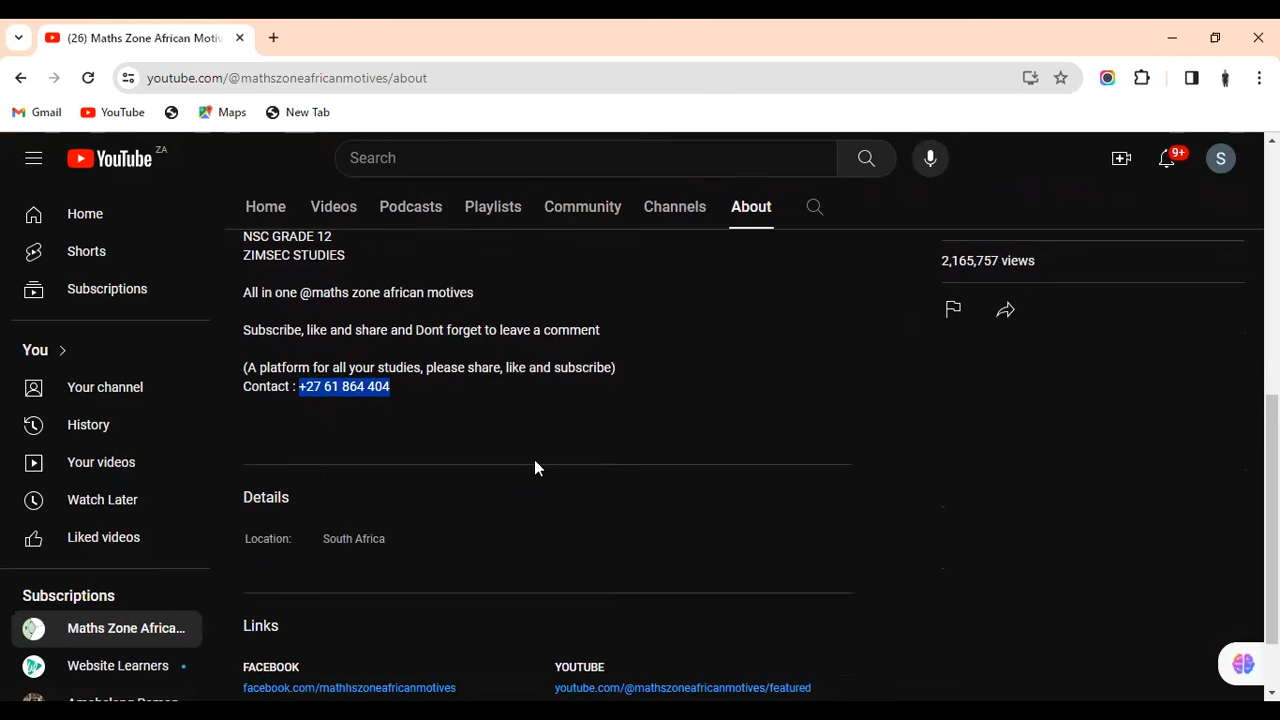 (26) Maths Zone African Motiv
youtube.com/@mathszoneafricanmotives/about
Gmail YouTube Maps New Tab
YouTube ZA
Search
9+
S
Home Videos Podcasts Playlists Community Channels About
Home
Shorts
Subscriptions
You
Your channel
History
Your videos
Watch Later
Liked videos
Subscriptions
Maths Zone Africa...
Website Learners
NSC GRADE 12
ZIMSEC STUDIES
All in one @maths zone african motives
Subscribe, like and share and Dont forget to leave a comment
(A platform for all your studies, please share, like and subscribe)
Contact : +27 61 864 404
Details
Location: South Africa
Links
FACEBOOK
facebook.com/mathhszoneafricanmotives
YOUTUBE
youtube.com/@mathszoneafricanmotives/featured
2,165,757 views